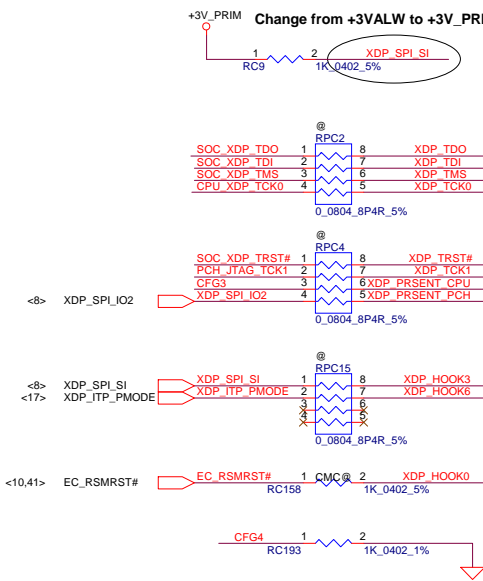 +3V_PRIM Change from +3VALW to +3V_PRI
1 2 XDP_SPI_SI
RC9 1K_0402_5%
@
RPC2
SOC_XDP_TDO 1 8 XDP_TDO
SOC_XDP_TDI 2 7 XDP_TDI
SOC_XDP_TMS 3 6 XDP_TMS
CPU_XDP_TCK0 4 5 XDP_TCK0
0_0804_8P4R_5%
@
RPC4
SOC_XDP_TRST# 1 8 XDP_TRST#
PCH_JTAG_TCK1 2 7 XDP_TCK1
CFG3 3 6 XDP_PRSENT_CPU
<8> XDP_SPI_IO2 XDP_SPI_IO2 4 5 XDP_PRSENT_PCH
0_0804_8P4R_5%
@
RPC15
<8> XDP_SPI_SI XDP_SPI_SI 1 8 XDP_HOOK3
<17> XDP_ITP_PMODE XDP_ITP_PMODE 2 7 XDP_HOOK6
3 6
4 5
0_0804_8P4R_5%
<10,41> EC_RSMRST# EC_RSMRST# 1 CMC@ 2 XDP_HOOK0
RC158 1K_0402_5%
CFG4 1 2
RC193 1K_0402_1%